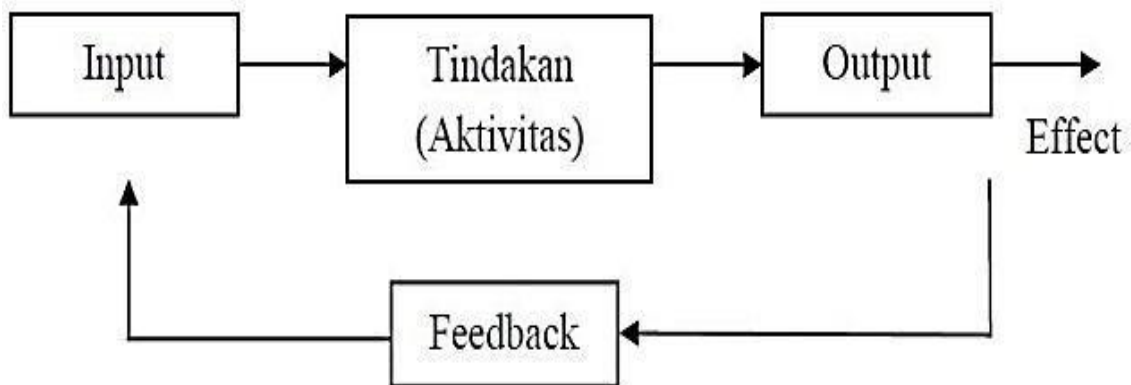 Input
Tindakan
(Aktivitas)
Output
Effect
Feedback